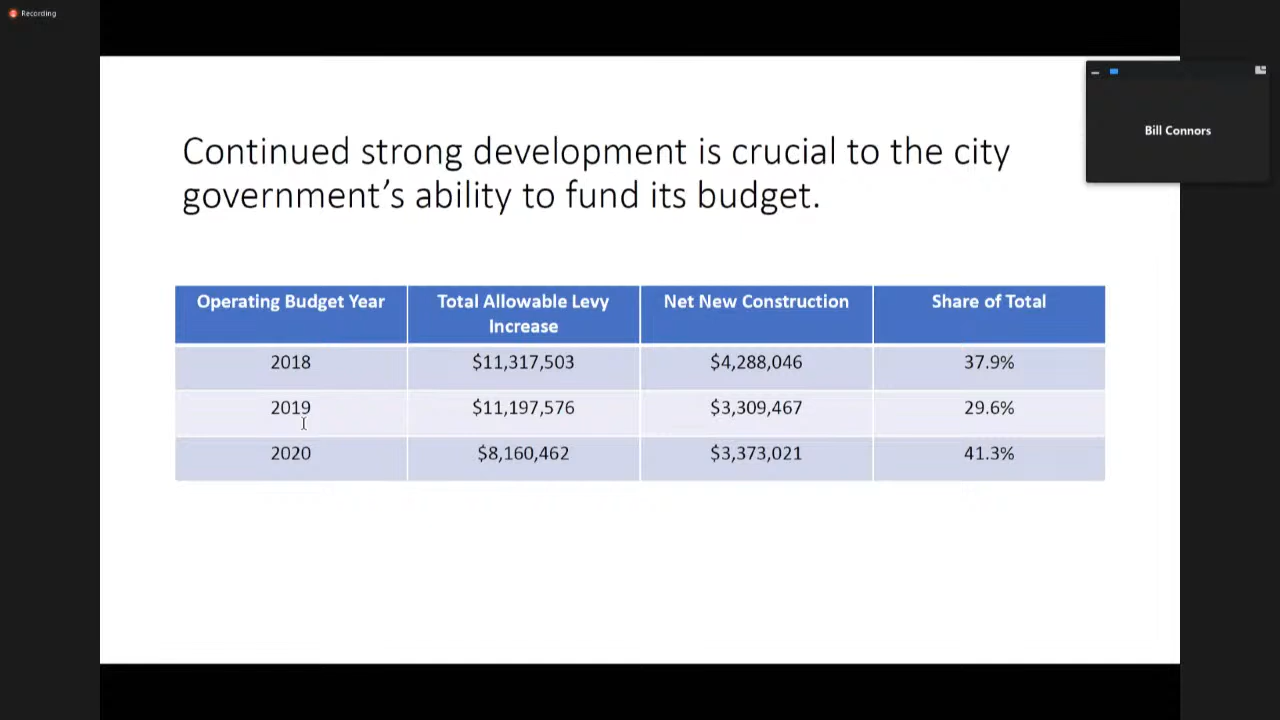 Recording
Bill Connors
Continued strong development is crucial to the city
government’s ability to fund its budget.
Operating Budget Year Total Allowable Levy Increase Net New Construction Share of Total
2018 $11,317,503 $4,288,046 37.9%
2019 $11,197,576 $3,309,467 29.6%
2020 $8,160,462 $3,373,021 41.3%